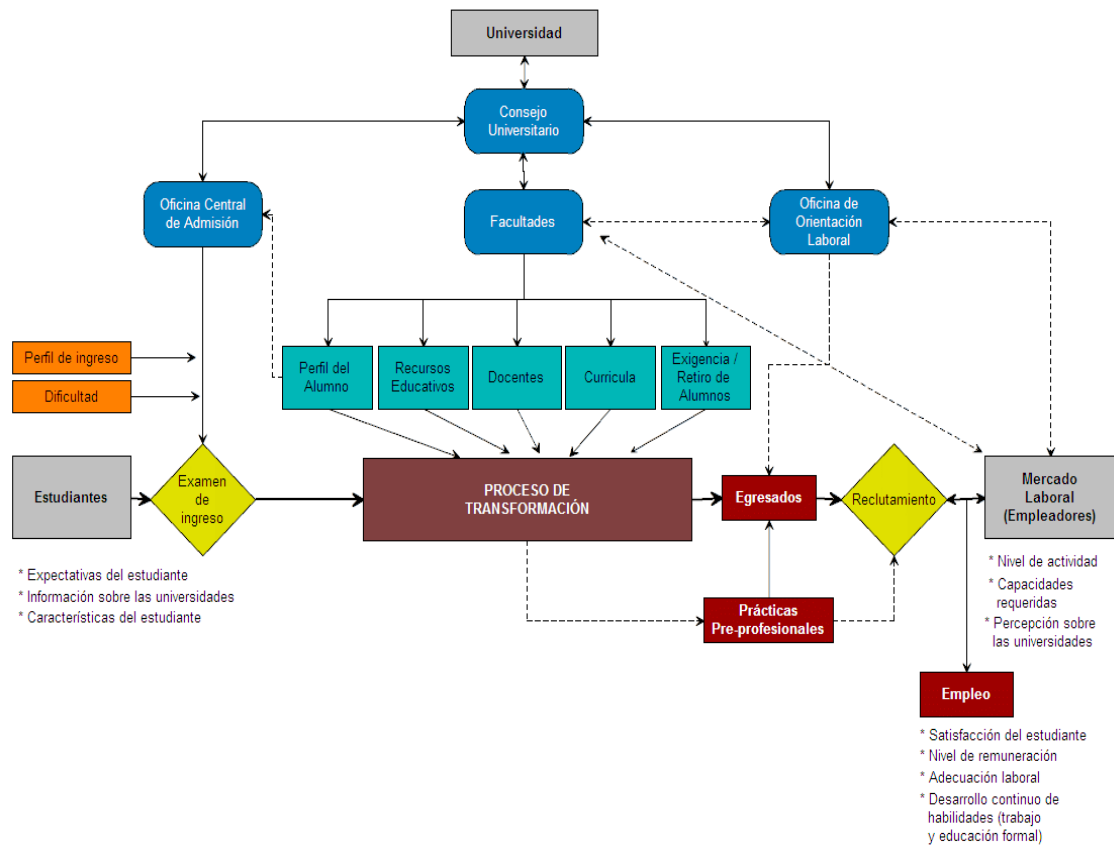 Universidad
Consejo
Universitario
Oficina Central
de Admisión
Facultades
Oficina de
Orientación
Laboral
Perfil de ingreso
Dificultad
Perfil del
Alumno
Recursos
Educativos
Docentes
Curricula
Exigencia /
Retiro de
Alumnos
Estudiantes
Examen
de
ingreso
PROCESO DE
TRANSFORMACIÓN
Egresados
Reclutamiento
Mercado
Laboral
(Empleadores)
* Expectativas del estudiante
* Información sobre las universidades
* Características del estudiante
Prácticas
Pre-profesionales
* Nivel de actividad
* Capacidades
requeridas
* Percepción sobre
las universidades
Empleo
* Satisfacción del estudiante
* Nivel de remuneración
* Adecuación laboral
* Desarrollo continuo de
habilidades (trabajo
y educación formal)